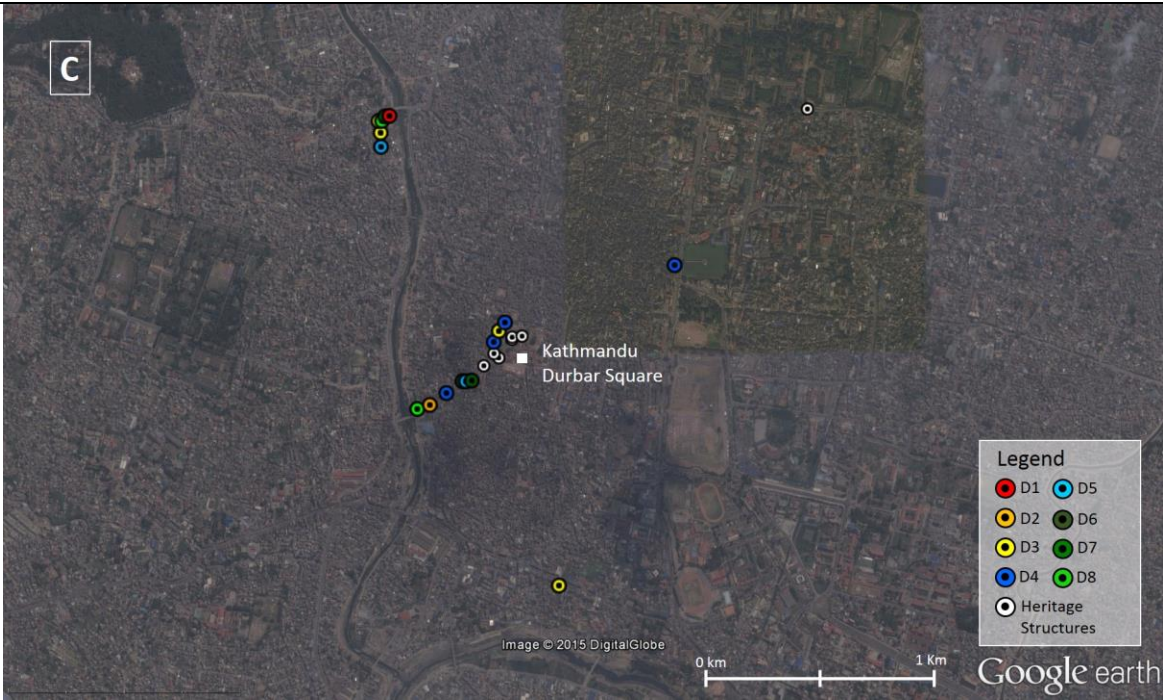 C
Kathmandu
Durbar Square
Legend
D1 D5
D2 D6
D3 D7
D4 D8
Heritage
Structures
Image © 2015 DigitalGlobe
0 km 1 Km
Google earth